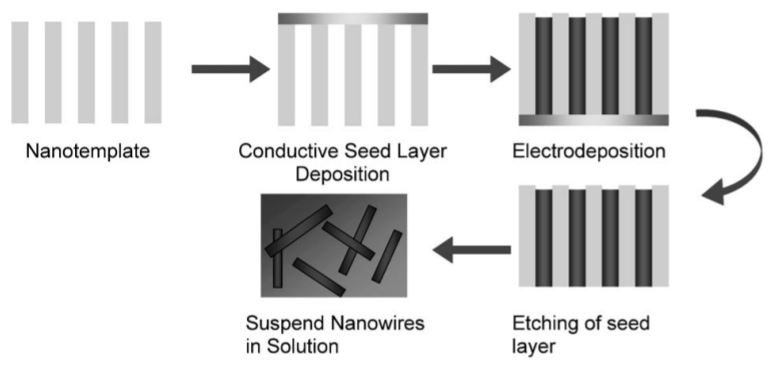 Nanotemplate
Conductive Seed Layer
Deposition
Electrodeposition
Etching of seed
layer
Suspend Nanowires
in Solution